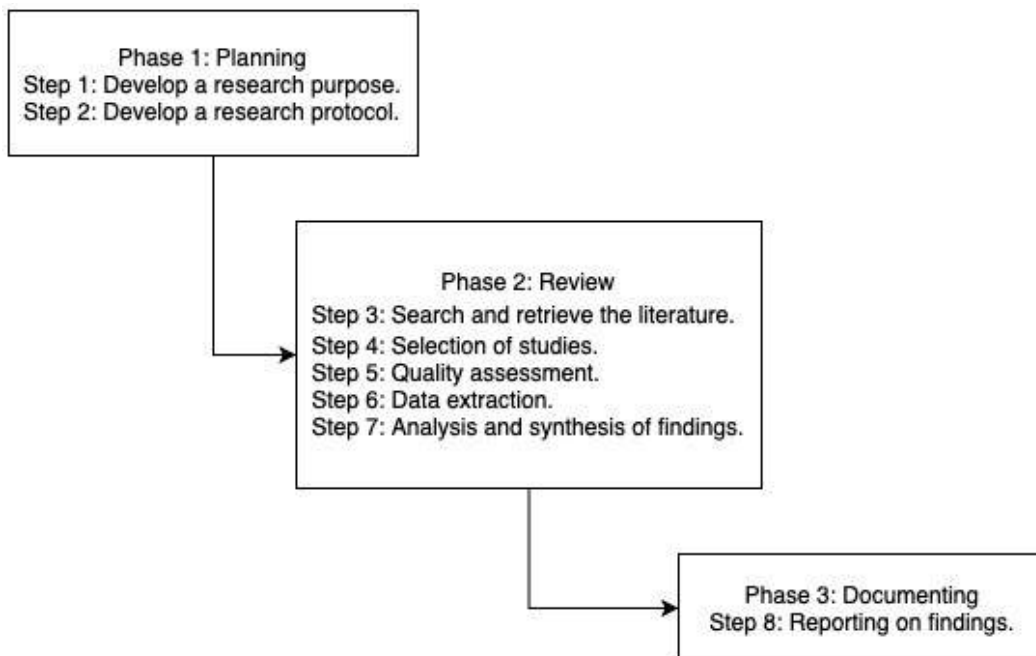 Phase 1: Planning
Step 1: Develop a research purpose.
Step 2: Develop a research protocol.
Phase 2: Review
Step 3: Search and retrieve the literature.
Step 4: Selection of studies.
Step 5: Quality assessment.
Step 6: Data extraction.
Step 7: Analysis and synthesis of findings.
Phase 3: Documenting
Step 8: Reporting on findings.